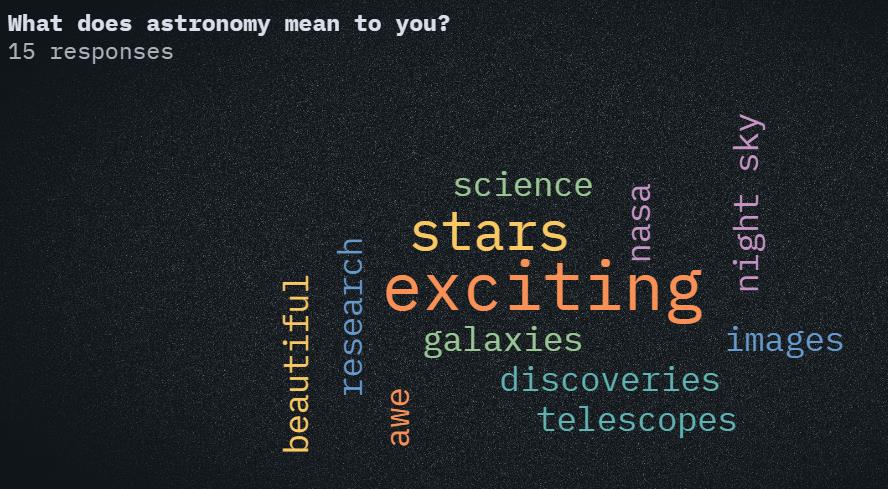 What does astronomy mean to you?
15 responses
science
stars
nasa
night sky
exciting
research
beautiful
galaxies
images
discoveries
awe
telescopes